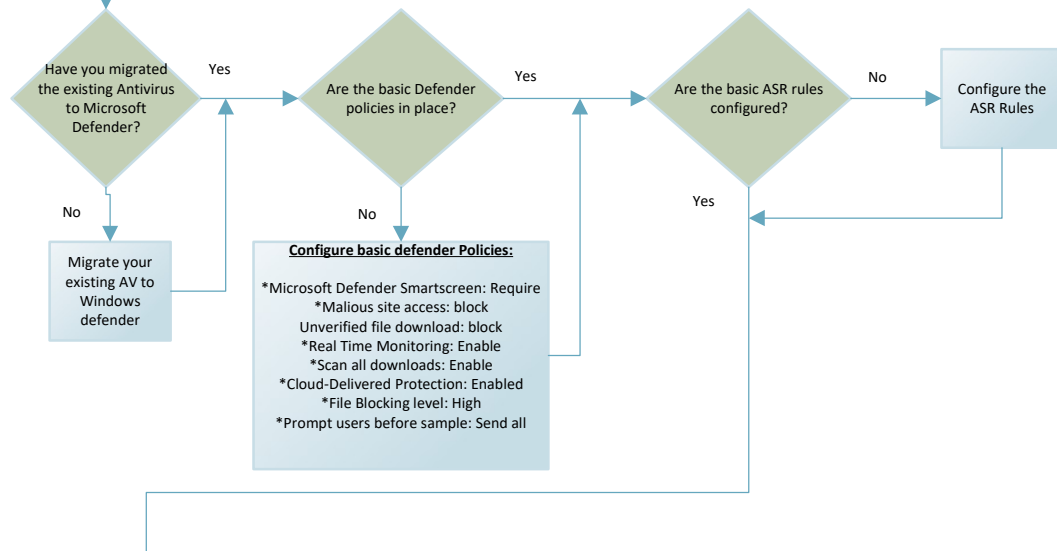 Have you migrated
the existing Antivirus
to Microsoft
Defender?
Yes
No
Migrate your
existing AV to
Windows
defender
Are the basic Defender
policies in place?
Yes
No
Configure basic defender Policies:
*Microsoft Defender Smartscreen: Require
*Malious site access: block
Unverified file download: block
*Real Time Monitoring: Enable
*Scan all downloads: Enable
*Cloud-Delivered Protection: Enabled
*File Blocking level: High
*Prompt users before sample: Send all
Are the basic ASR rules
configured?
No
Yes
Configure the
ASR Rules